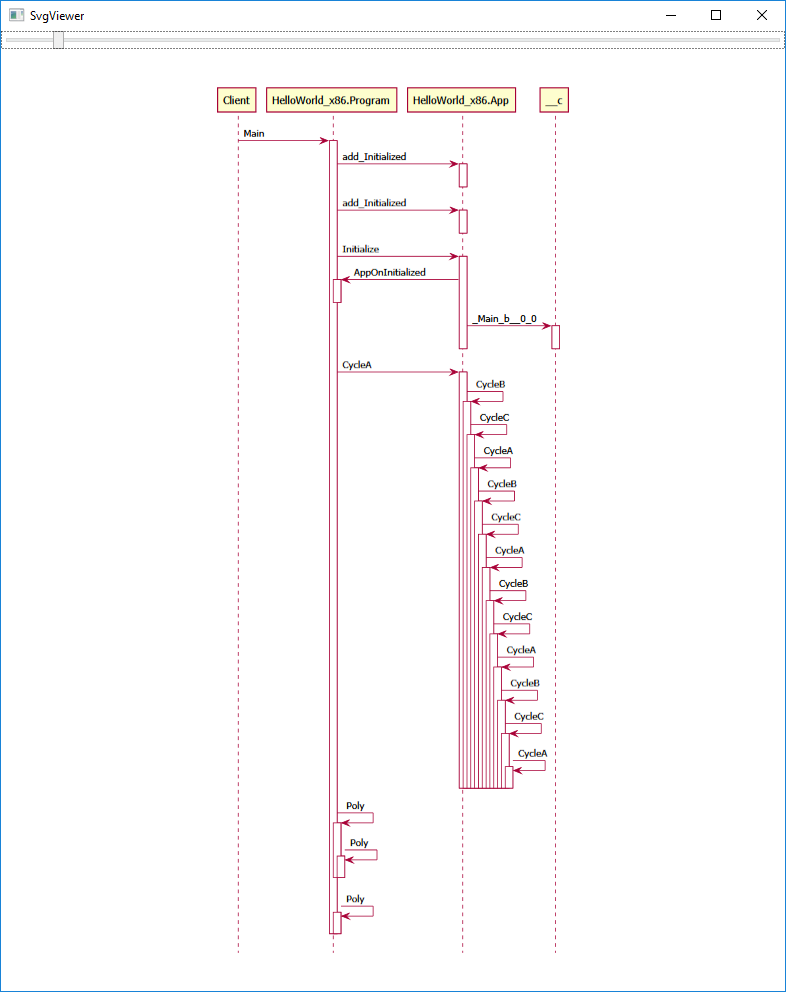 SvgViewer
Client
HelloWorld_x86.Program
HelloWorld_x86.App
__c
Main
add_Initialized
add_Initialized
Initialize
AppOnInitialized
_Main_b__0_0
CycleA
CycleB
CycleC
CycleA
CycleB
CycleC
CycleA
CycleB
CycleC
CycleA
CycleB
CycleC
CycleA
Poly
Poly
Poly